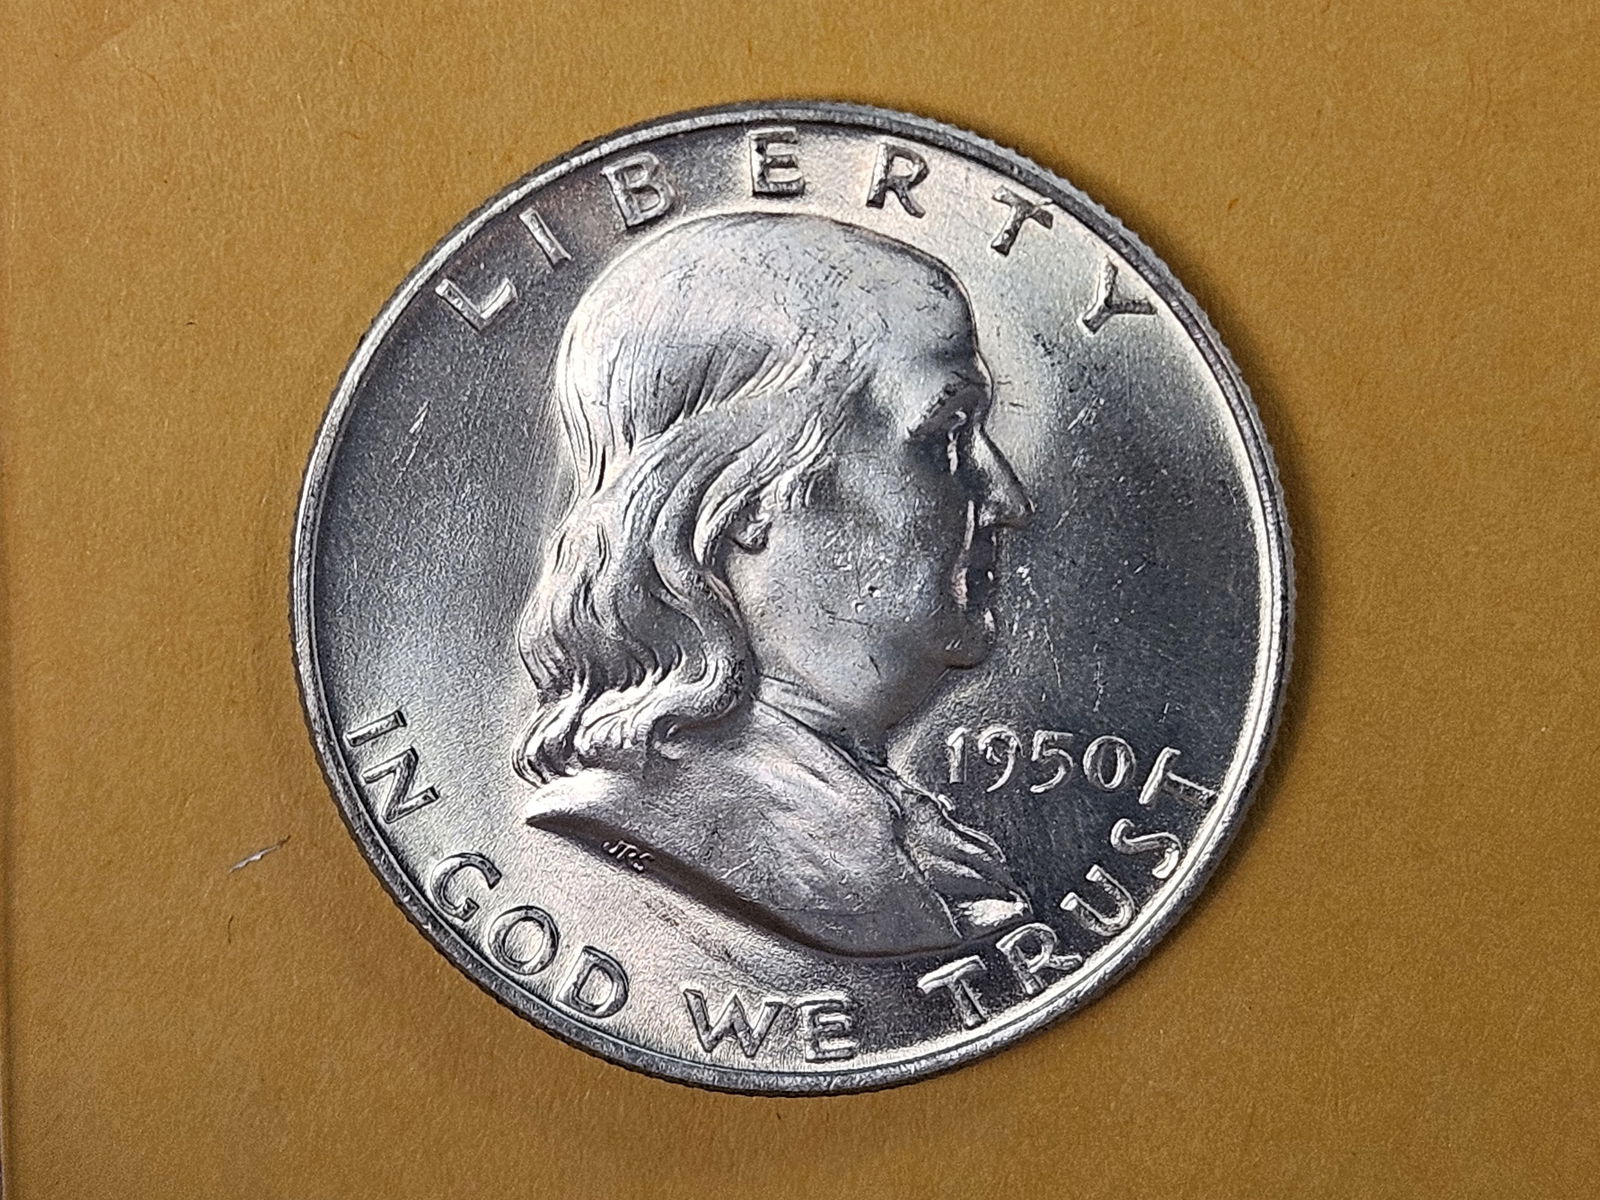 LIBERTY
1950
JRS
IN GOD WE TRUST